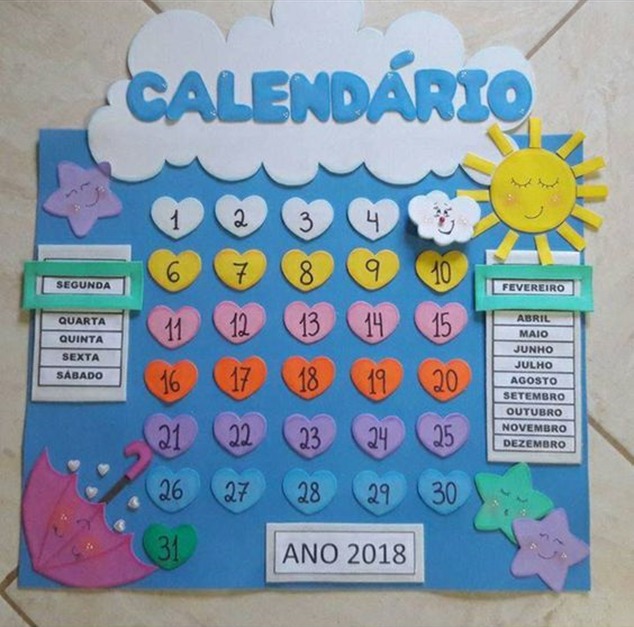 CALENDÁRIO
1 2 3 4
6 7 8 9 10
11 12 13 14 15
16 17 18 19 20
21 22 23 24 25
26 27 28 29 30
31
SEGUNDA
QUARTA
QUINTA
SEXTA
SÁBADO
FEVEREIRO
ABRIL
MAIO
JUNHO
JULHO
AGOSTO
SETEMBRO
OUTUBRO
NOVEMBRO
DEZEMBRO
ANO 2018